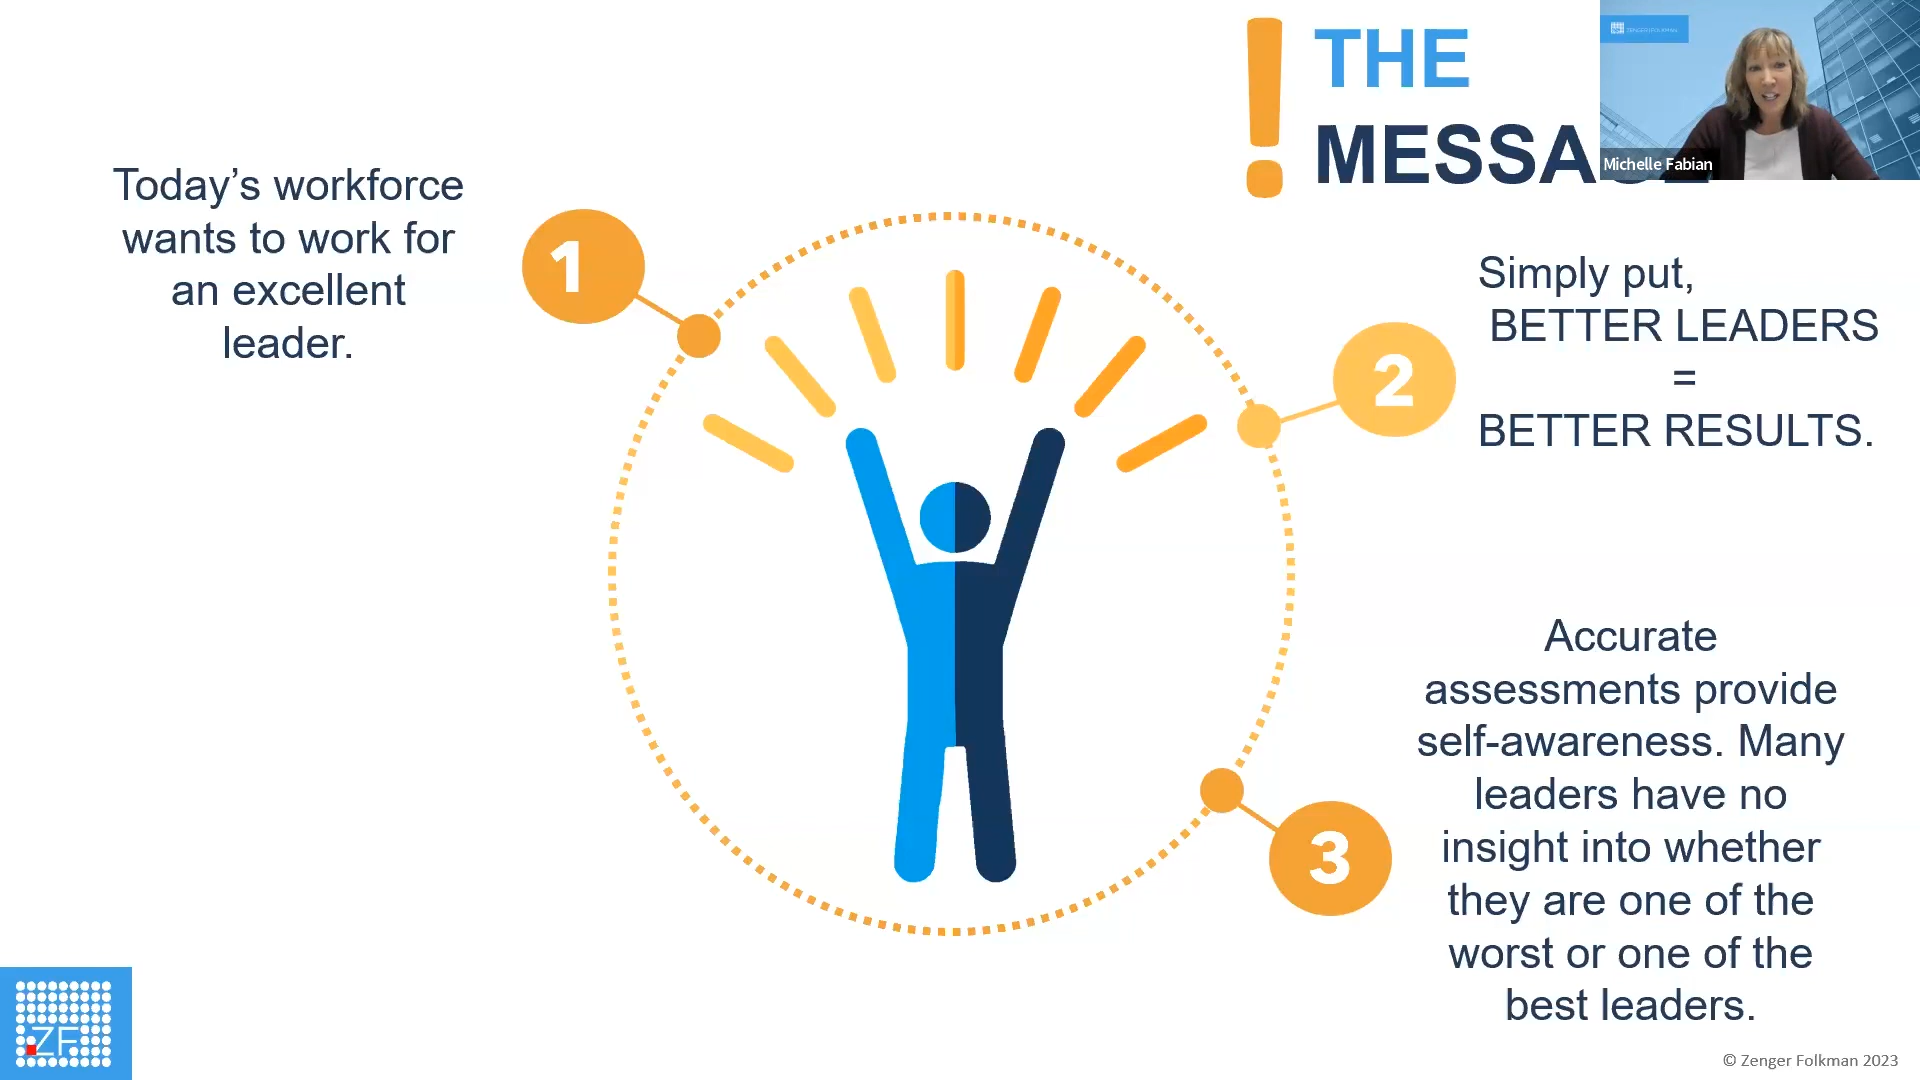 THE
MESSA
ZENGER FOLKMAN
Michelle Fabian
Today’s workforce
wants to work for
an excellent
leader.
1
Simply put,
BETTER LEADERS
=
BETTER RESULTS.
2
Accurate
assessments provide
self-awareness. Many
leaders have no
insight into whether
they are one of the
worst or one of the
best leaders.
3
ZF
© Zenger Folkman 2023